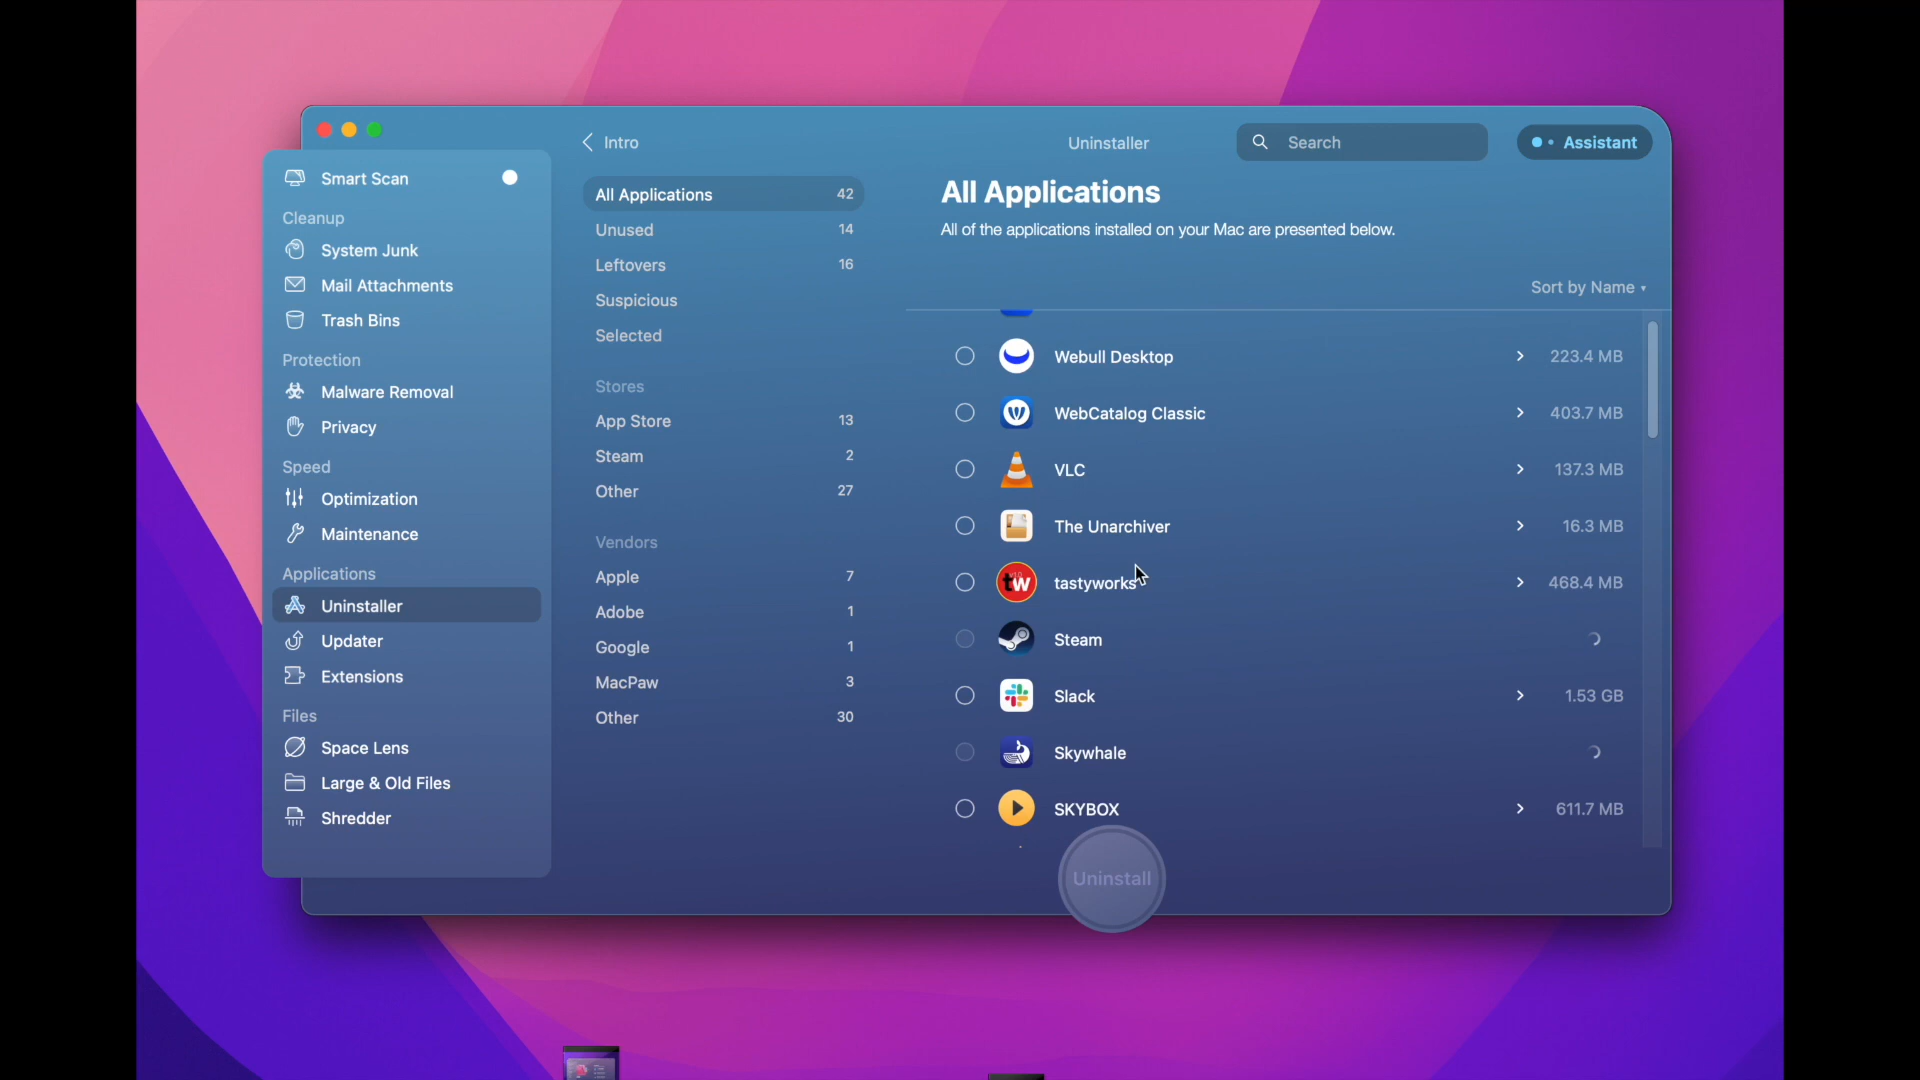 Smart Scan
Cleanup
System Junk
Mail Attachments
Trash Bins
Protection
Malware Removal
Privacy
Speed
Optimization
Maintenance
Applications
Uninstaller
Updater
Extensions
Files
Space Lens
Large & Old Files
Shredder
Intro
All Applications 42
Unused 14
Leftovers 16
Suspicious
Selected
Stores
App Store 13
Steam 2
Other 27
Vendors
Apple 7
Adobe 1
Google 1
MacPaw 3
Other 30
Uninstaller
Search
Assistant
All Applications
All of the applications installed on your Mac are presented below.
Sort by Name
Webull Desktop 223.4 MB
WebCatalog Classic 403.7 MB
VLC 137.3 MB
The Unarchiver 16.3 MB
tw tastyworks 468.4 MB
Steam
Slack 1.53 GB
Skywhale
SKYBOX 611.7 MB
Uninstall